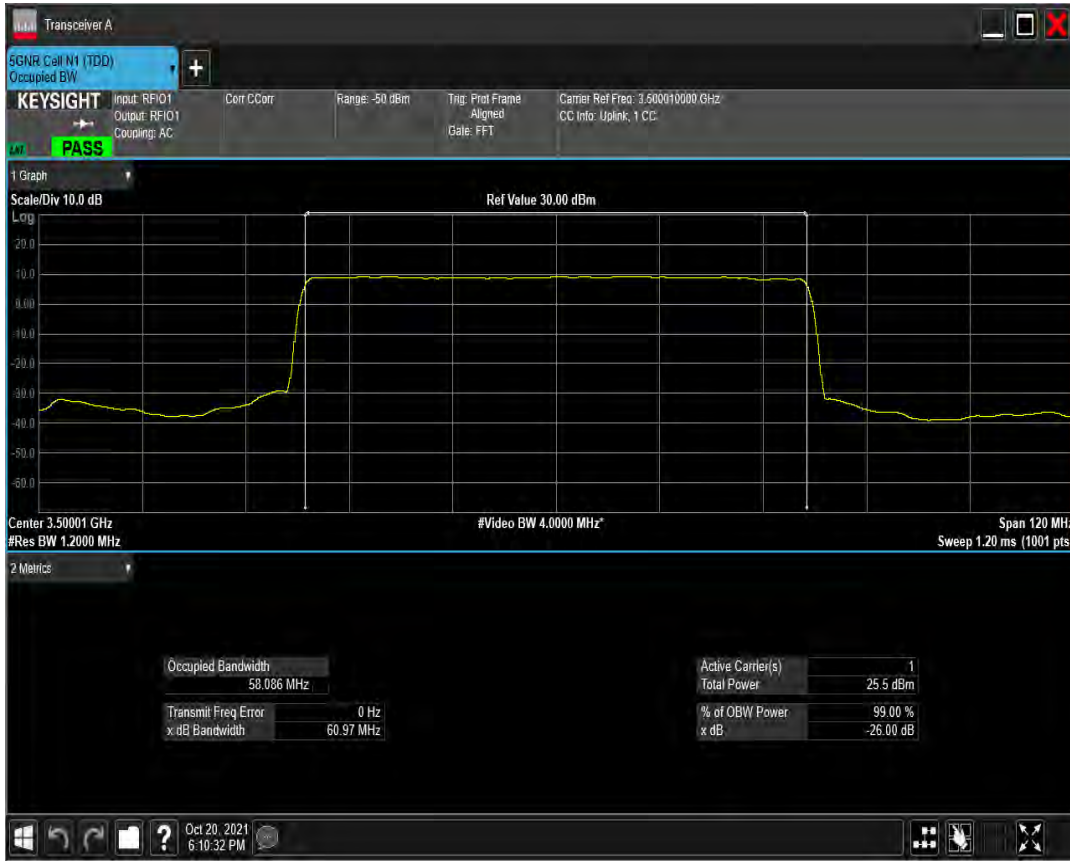 Transceiver A
5GNR Cell N1 (TDD)
Occupied BW
+
KEYSIGHT
PASS
Input: RFIO1
Output: RFIO1
Coupling: AC
Corr CCorr
Range: -50 dBm
Trig: Prot Frame
Aligned
Gate: FFT
Carrier Ref Freq: 3.500010000 GHz
CC Info: Uplink, 1 CC
1 Graph
Scale/Div 10.0 dB
Ref Value 30.00 dBm
Log
20.0
10.0
0.00
-10.0
-20.0
-30.0
-40.0
-50.0
-60.0
Center 3.50001 GHz
#Video BW 4.0000 MHz*
Span 120 MHz
#Res BW 1.2000 MHz
Sweep 1.20 ms (1001 pts
2 Metrics
Occupied Bandwidth
58.086 MHz
Transmit Freq Error 0 Hz
x dB Bandwidth 60.97 MHz
Active Carrier(s) 1
Total Power 25.5 dBm
% of OBW Power 99.00 %
x dB -26.00 dB
?
Oct 20, 2021
6:10:32 PM